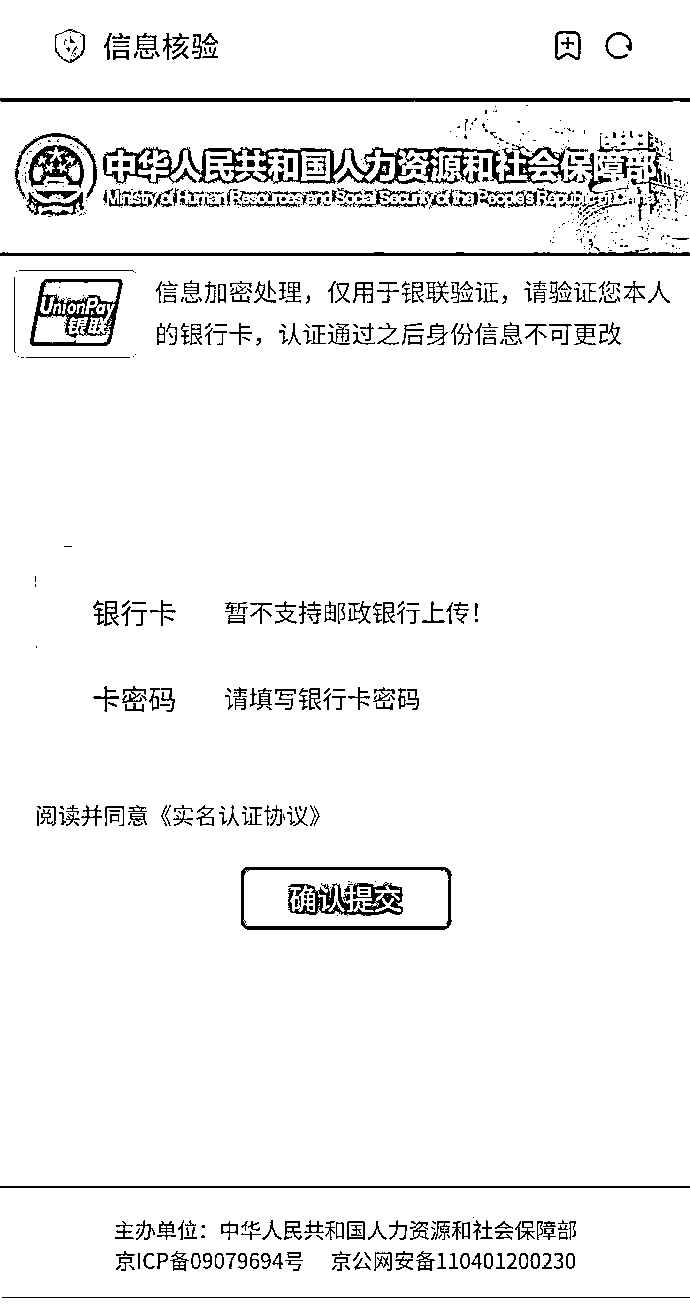 信息核验
中华人民共和国人力资源和社会保障部
Ministry of Human Resources and Social Security of the People's Republic of China
UnionPay
银联
信息加密处理，仅用于银联验证，请验证您本人
的银行卡，认证通过之后身份信息不可更改
银行卡 暂不支持邮政银行上传！
卡密码 请填写银行卡密码
阅读并同意《实名认证协议》
确认提交
主办单位：中华人民共和国人力资源和社会保障部
京ICP备09079694号 京公网安备110401200230